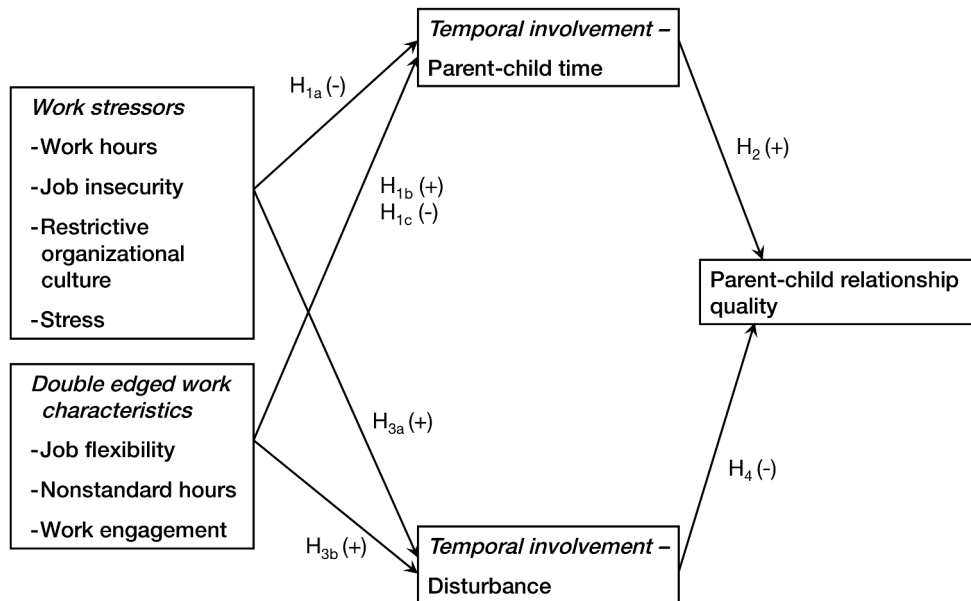 Temporal involvement –
Parent-child time
H1a (-)
Work stressors
-Work hours
-Job insecurity
-Restrictive
organizational
culture
-Stress
H1b (+)
H1c (-)
H2 (+)
Parent-child relationship
quality
Double edged work
characteristics
-Job flexibility
-Nonstandard hours
-Work engagement
H3a (+)
H3b (+)
H4 (-)
Temporal involvement –
Disturbance